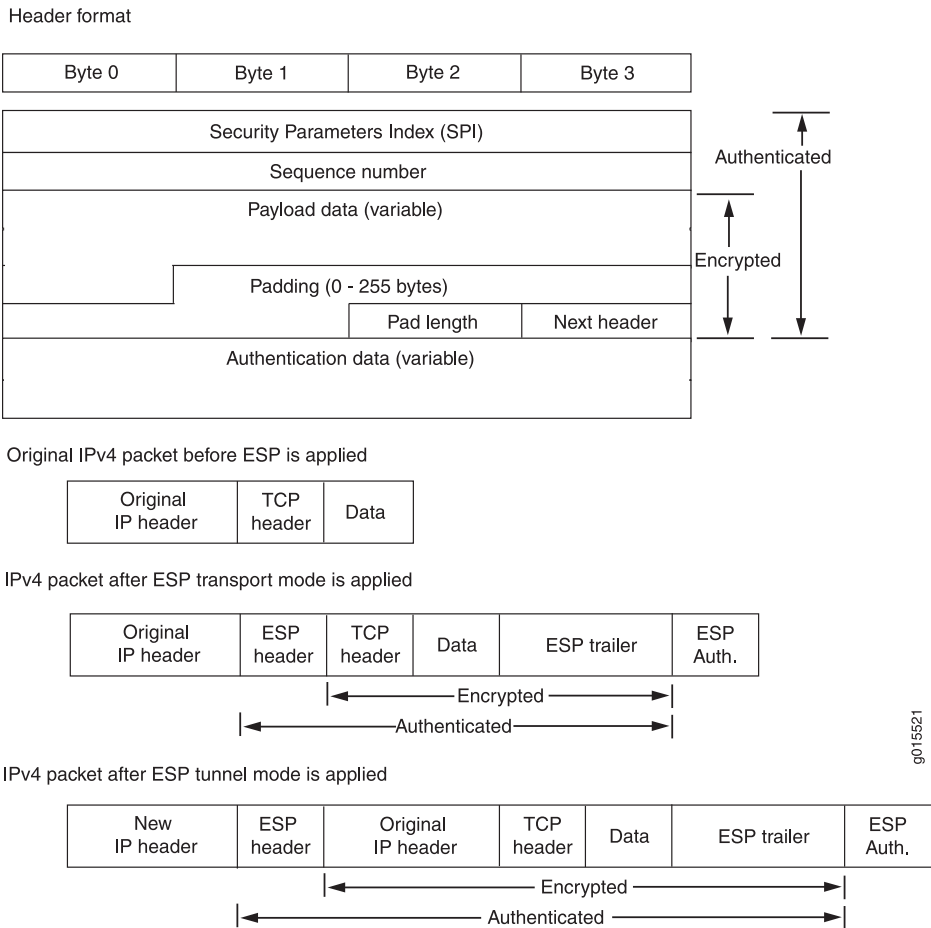 Header format
Byte 0 Byte 1 Byte 2 Byte 3
Security Parameters Index (SPI)
Authenticated
Sequence number
Payload data (variable)
Encrypted
Padding (0 - 255 bytes)
Pad length Next header
Authentication data (variable)
Original IPv4 packet before ESP is applied
Original
IP header
TCP
header
Data
IPv4 packet after ESP transport mode is applied
Original
IP header
ESP
header
TCP
header
Data
ESP trailer
ESP
Auth.
Encrypted
Authenticated
g015521
IPv4 packet after ESP tunnel mode is applied
New
IP header
ESP
header
Original
IP header
TCP
header
Data
ESP trailer
ESP
Auth.
Encrypted
Authenticated